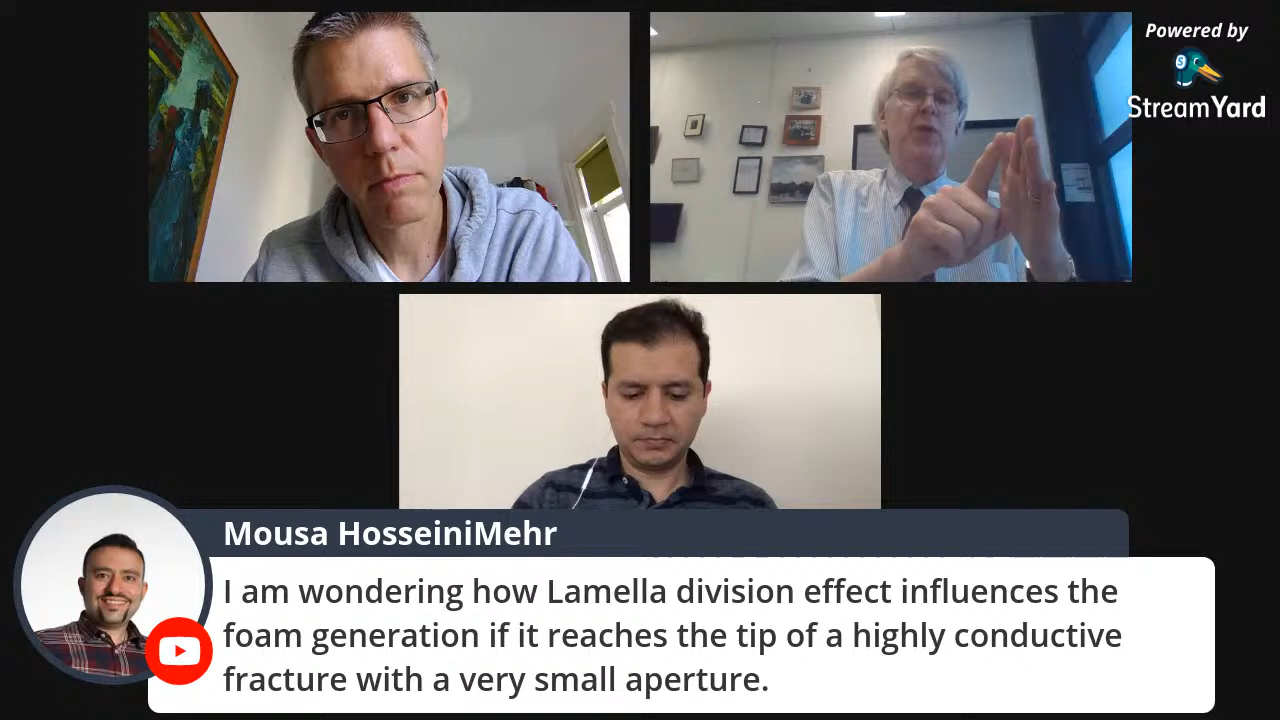 Powered by
StreamYard
Mousa HosseiniMehr
I am wondering how Lamella division effect influences the
foam generation if it reaches the tip of a highly conductive
fracture with a very small aperture.